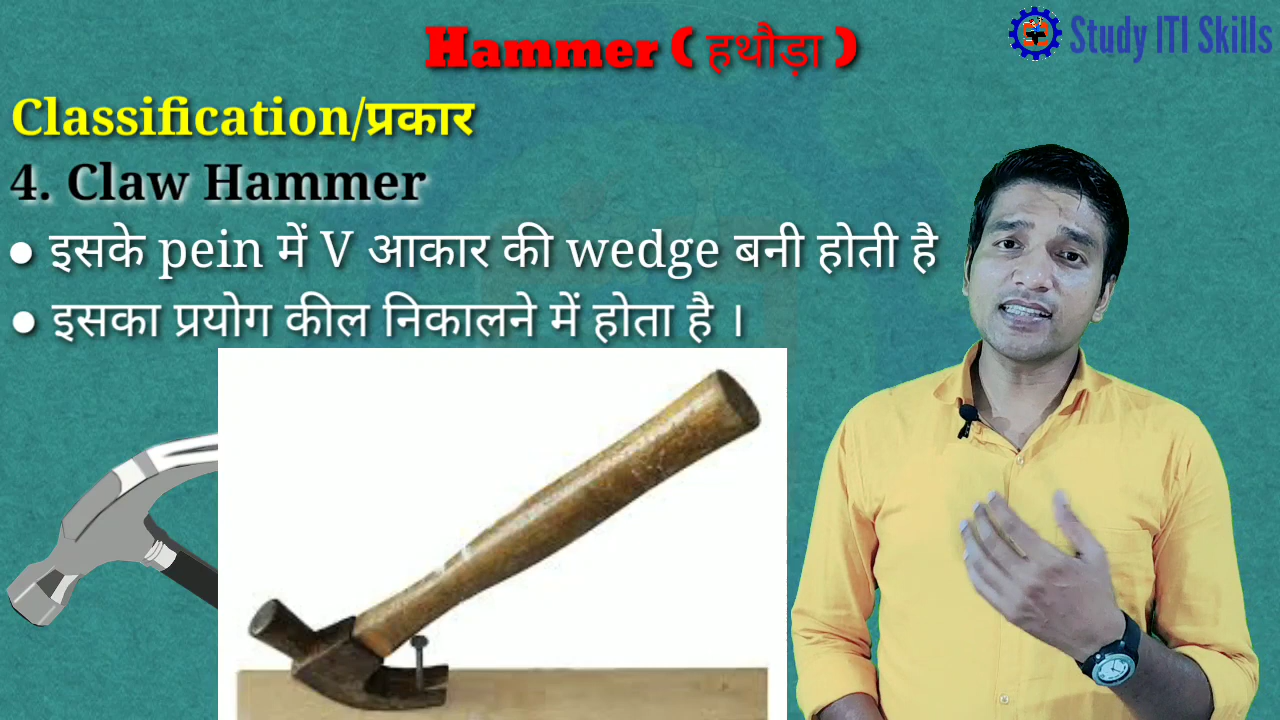 Hammer ( हथौड़ा )
Study ITI Skills
Classification/प्रकार
4. Claw Hammer
● इसके pein में V आकार की wedge बनी होती है
● इसका प्रयोग कील निकालने में होता है ।